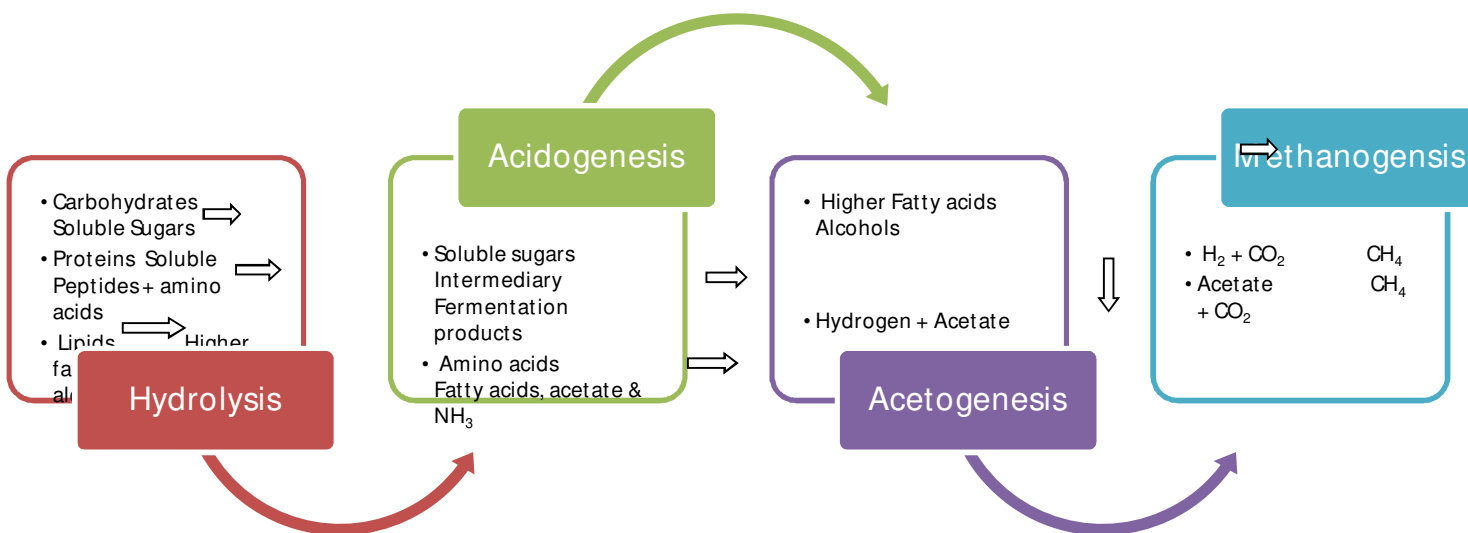 • Carbohydrates
Soluble Sugars
• Proteins Soluble
Peptides + amino
acids
• Lipids Higher
Hydrolysis
Acidogenesis
• Soluble sugars
Intermediary
Fermentation
products
• Amino acids
Fatty acids, acetate &
NH₃
• Higher Fatty acids
Alcohols
• Hydrogen + Acetate
Acetogenesis
Methanogensis
• H₂ + CO₂ CH₄
• Acetate CH₄
+ CO₂